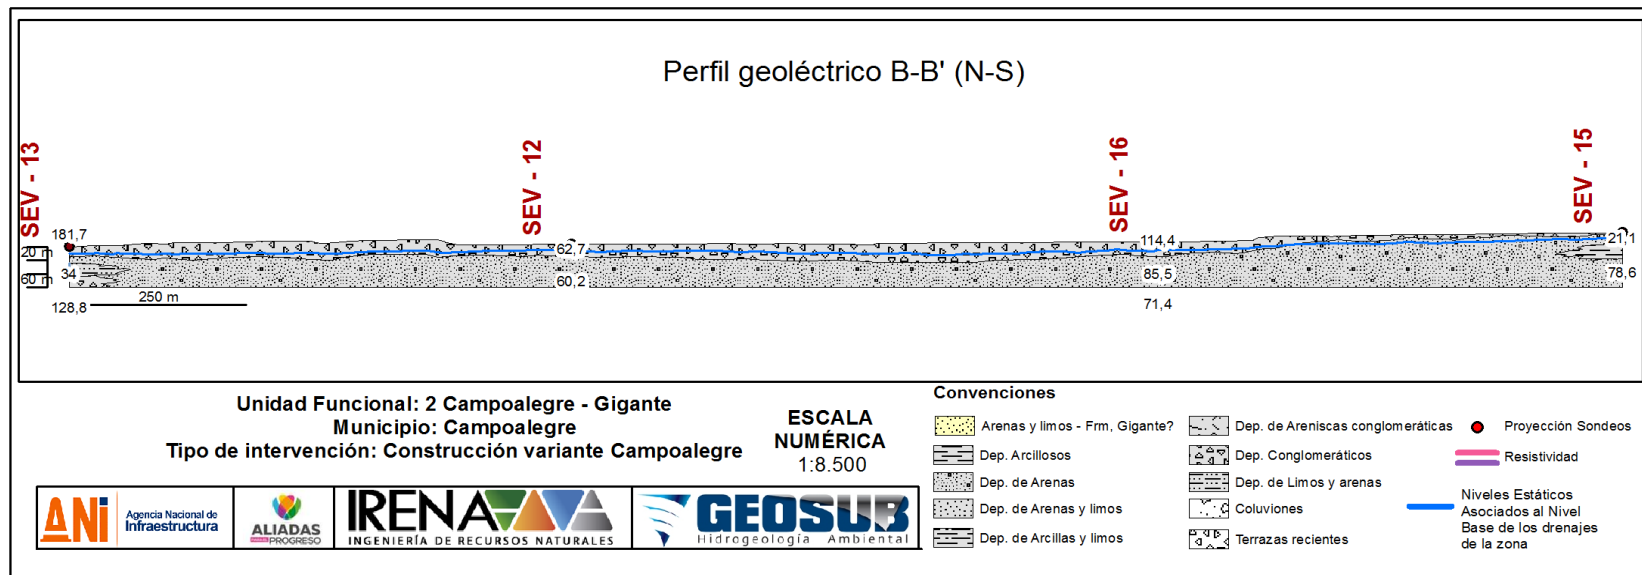 Perfil geoléctrico B-B' (N-S)
SEV - 13
SEV - 12
SEV - 16
SEV - 15
181,7
20 m
34
60 m
128,8
250 m
62,7
60,2
114,4
85,5
71,4
21,1
78,6
Unidad Funcional: 2 Campoalegre - Gigante
Municipio: Campoalegre
Tipo de intervención: Construcción variante Campoalegre
ESCALA
NUMÉRICA
1:8.500
ANi
Agencia Nacional de
Infraestructura
ALIADAS
PROGRESO
IRENA
INGENIERÍA DE RECURSOS NATURALES
GEOSUB
Hidrogeología Ambiental
Convenciones
Arenas y limos - Frm, Gigante?
Dep. Arcillosos
Dep. de Arenas
Dep. de Arenas y limos
Dep. de Arcillas y limos
Dep. de Areniscas conglomeráticas
Dep. Conglomeráticos
Dep. de Limos y arenas
Coluviones
Terrazas recientes
Proyección Sondeos
Resistividad
Niveles Estáticos
Asociados al Nivel
Base de los drenajes
de la zona